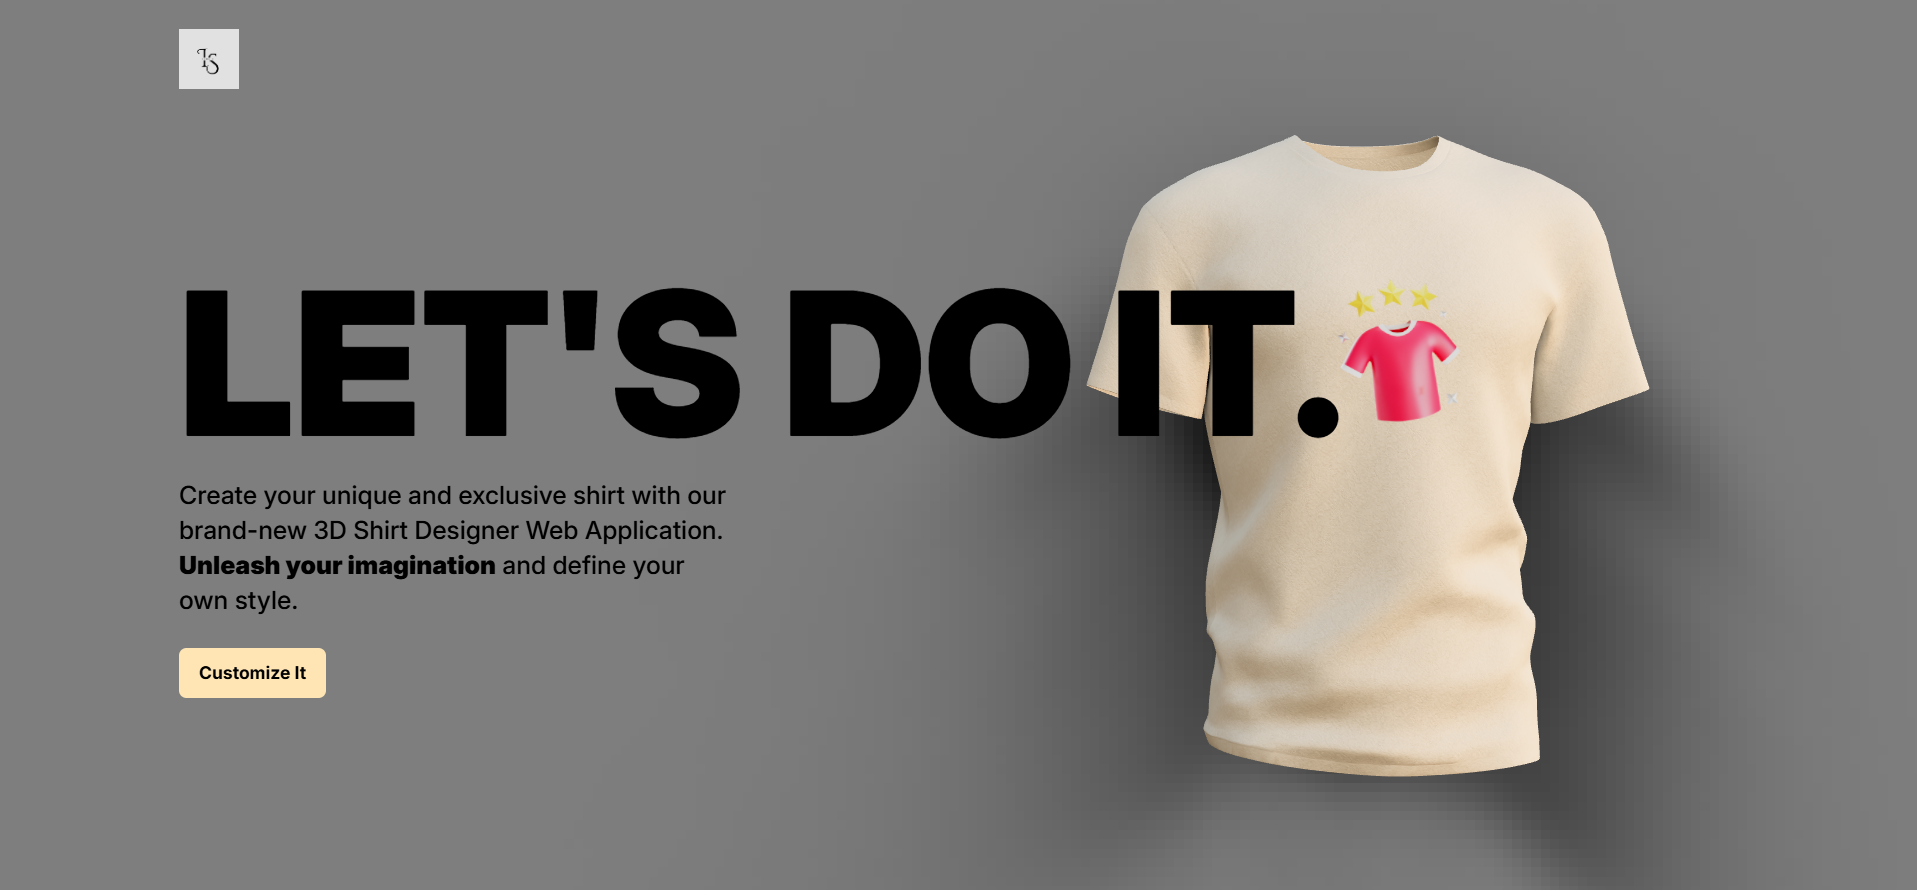 TS
LET'S DO IT.
Create your unique and exclusive shirt with our
brand-new 3D Shirt Designer Web Application.
Unleash your imagination and define your
own style.
Customize It